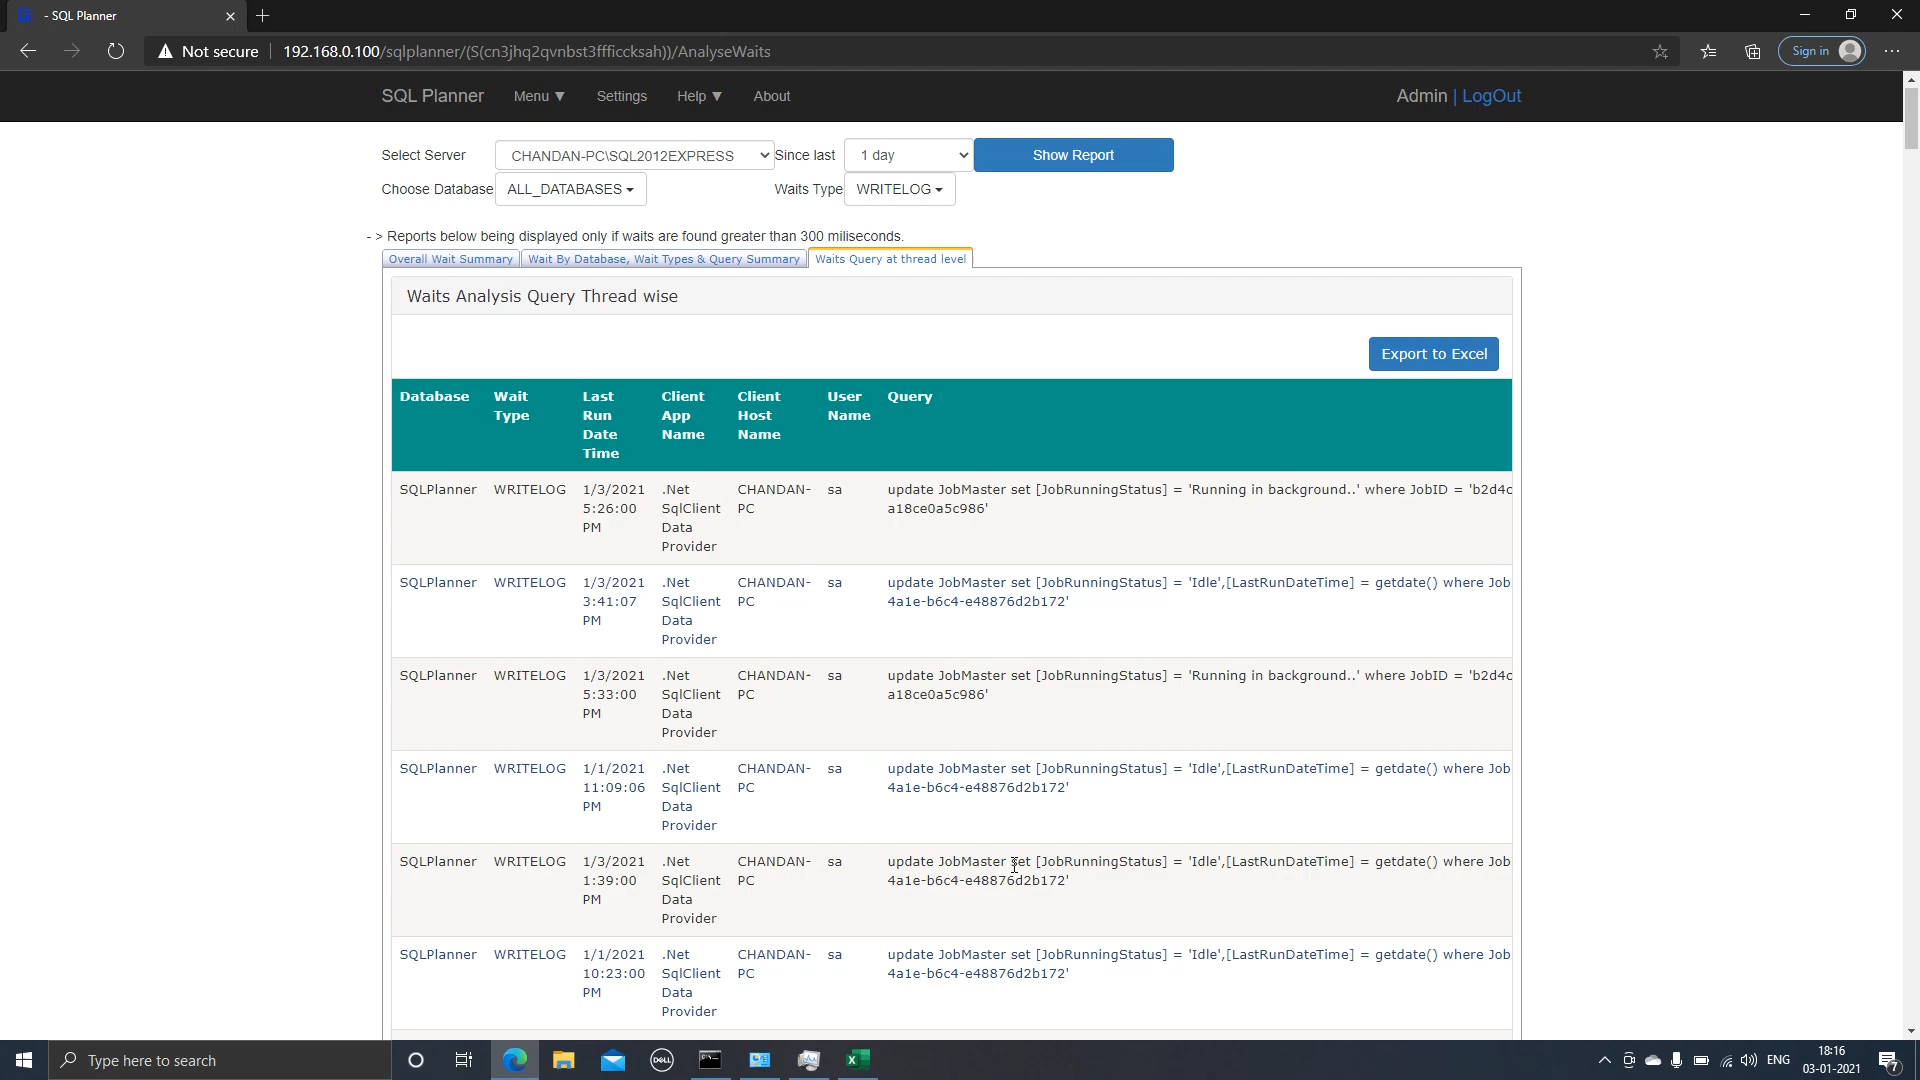 - SQL Planner
Not secure
192.168.0.100/sqlplanner/(S(cn3jhq2qvnbst3ffficcksah))/AnalyseWaits
Sign in
SQL Planner
Menu ▼
Settings
Help ▼
About
Admin | LogOut
Select Server
CHANDAN-PC\SQL2012EXPRESS
Since last
1 day
Show Report
Choose Database
ALL_DATABASES
Waits Type
WRITELOG
- > Reports below being displayed only if waits are found greater than 300 miliseconds.
Overall Wait Summary
Wait By Database, Wait Types & Query Summary
Waits Query at thread level
Waits Analysis Query Thread wise
Export to Excel
Database
Wait
Type
Last
Run
Date
Time
Client
App
Name
Client
Host
Name
User
Name
Query
SQLPlanner
WRITELOG
1/3/2021
5:26:00
PM
.Net
SqlClient
Data
Provider
CHANDAN-
PC
sa
update JobMaster set [JobRunningStatus] = 'Running in background..' where JobID = 'b2d4c
a18ce0a5c986'
SQLPlanner
WRITELOG
1/3/2021
3:41:07
PM
.Net
SqlClient
Data
Provider
CHANDAN-
PC
sa
update JobMaster set [JobRunningStatus] = 'Idle',[LastRunDateTime] = getdate() where Job
4a1e-b6c4-e48876d2b172'
SQLPlanner
WRITELOG
1/3/2021
5:33:00
PM
.Net
SqlClient
Data
Provider
CHANDAN-
PC
sa
update JobMaster set [JobRunningStatus] = 'Running in background..' where JobID = 'b2d4c
a18ce0a5c986'
SQLPlanner
WRITELOG
1/1/2021
11:09:06
PM
.Net
SqlClient
Data
Provider
CHANDAN-
PC
sa
update JobMaster set [JobRunningStatus] = 'Idle',[LastRunDateTime] = getdate() where Job
4a1e-b6c4-e48876d2b172'
SQLPlanner
WRITELOG
1/3/2021
1:39:00
PM
.Net
SqlClient
Data
Provider
CHANDAN-
PC
sa
update JobMaster set [JobRunningStatus] = 'Idle',[LastRunDateTime] = getdate() where Job
4a1e-b6c4-e48876d2b172'
SQLPlanner
WRITELOG
1/1/2021
10:23:00
PM
.Net
SqlClient
Data
Provider
CHANDAN-
PC
sa
update JobMaster set [JobRunningStatus] = 'Idle',[LastRunDateTime] = getdate() where Job
4a1e-b6c4-e48876d2b172'
Type here to search
DELL
ENG
18:16
03-01-2021
7